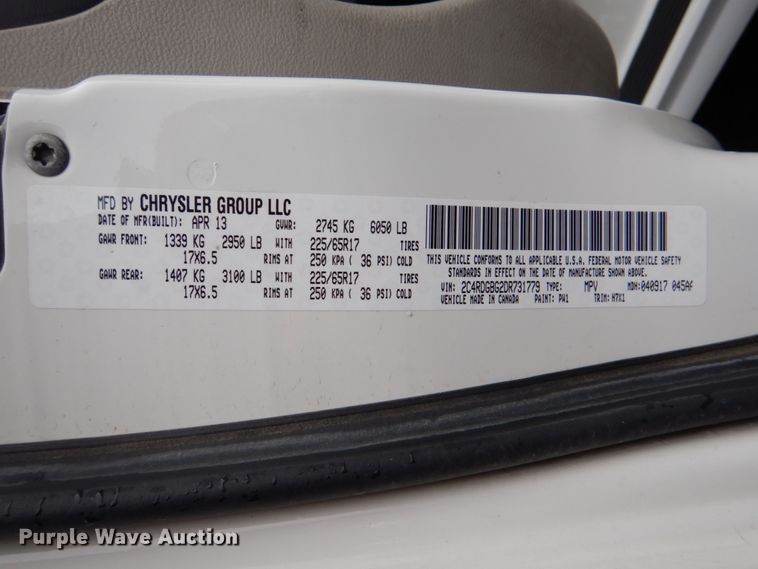 MFD BY CHRYSLER GROUP LLC
DATE OF MFR(BUILT): APR 13 GVWR: 2745 KG 6050 LB
GAWR FRONT: 1339 KG 2950 LB WITH 225/65R17 TIRES
17X6.5 RIMS AT 250 KPA ( 36 PSI) COLD
GAWR REAR: 1407 KG 3100 LB WITH 225/65R17 TIRES
17X6.5 RIMS AT 250 KPA ( 36 PSI) COLD
THIS VEHICLE CONFORMS TO ALL APPLICABLE U.S.A. FEDERAL MOTOR VEHICLE SAFETY
STANDARDS IN EFFECT ON THE DATE OF MANUFACTURE SHOWN ABOVE.
VIN: 2C4RDGBG2DR731779 TYPE: MPV MDH:040917 045AF
VEHICLE MADE IN CANADA PAINT: PW1 TRIM: H7X1
Purple Wave Auction